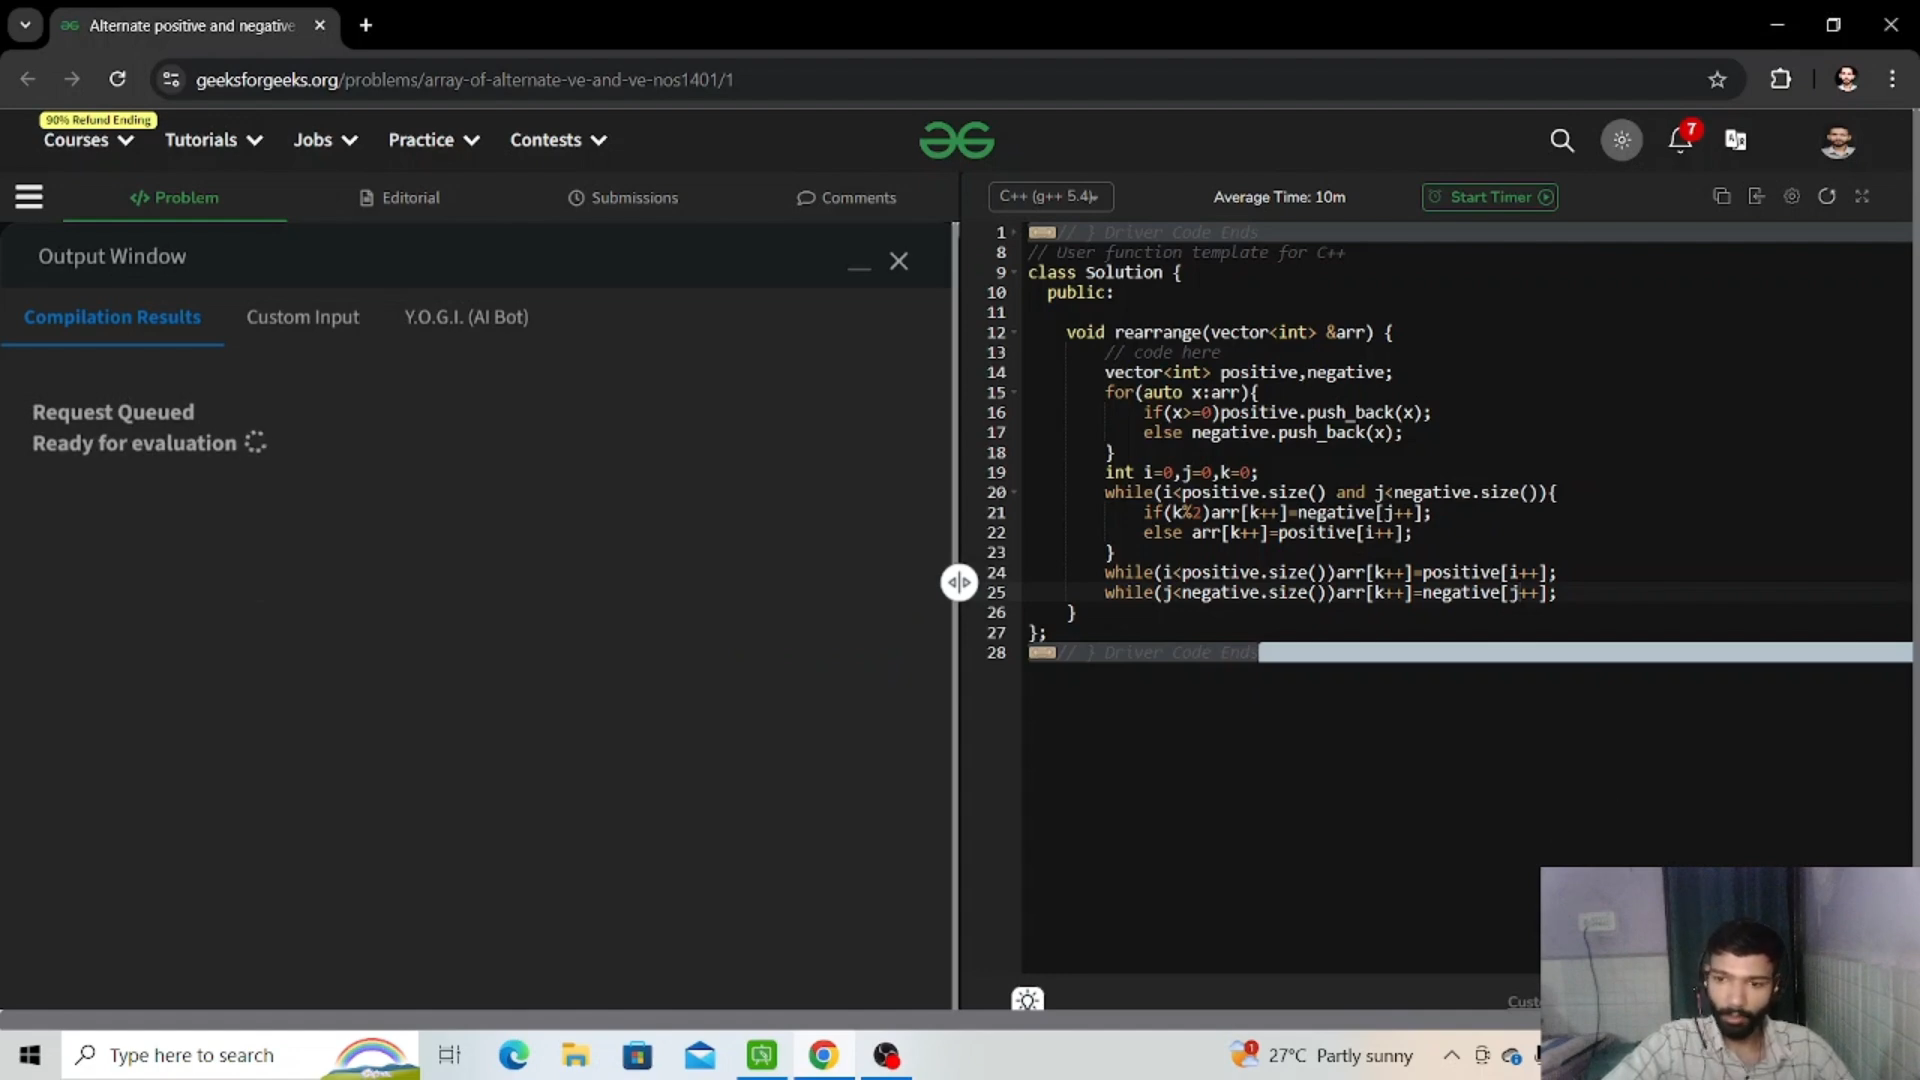 Alternate positive and negative
geeksforgeeks.org/problems/array-of-alternate-ve-and-ve-nos1401/1
90% Refund Ending
Courses Tutorials Jobs Practice Contests
7
Problem Editorial Submissions Comments
C++ (g++ 5.4) Average Time: 10m Start Timer
Output Window
Compilation Results Custom Input Y.O.G.I. (AI Bot)
Request Queued
Ready for evaluation
1 // } Driver Code Ends
8 // User function template for C++
9 class Solution {
10 public:
11
12 void rearrange(vector<int> &arr) {
13 // code here
14 vector<int> positive,negative;
15 for(auto x:arr){
16 if(x>=0)positive.push_back(x);
17 else negative.push_back(x);
18 }
19 int i=0,j=0,k=0;
20 while(i<positive.size() and j<negative.size()){
21 if(k%2)arr[k++]=negative[j++];
22 else arr[k++]=positive[i++];
23 }
24 while(i<positive.size())arr[k++]=positive[i++];
25 while(j<negative.size())arr[k++]=negative[j++];
26 }
27 };
28 // } Driver Code Ends
Type here to search
1
27°C Partly sunny